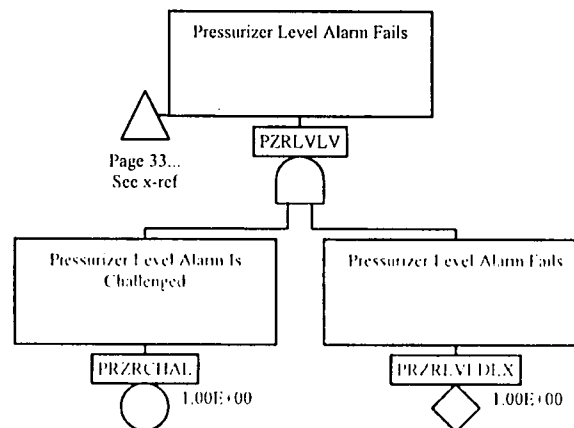 Pressurizer Level Alarm Fails
PZRLVLV
Page 33...
See x-ref
Pressurizer Level Alarm Is
Challenged
Pressurizer Level Alarm Fails
PRZRCHAL
1.00E+00
1.00E+00